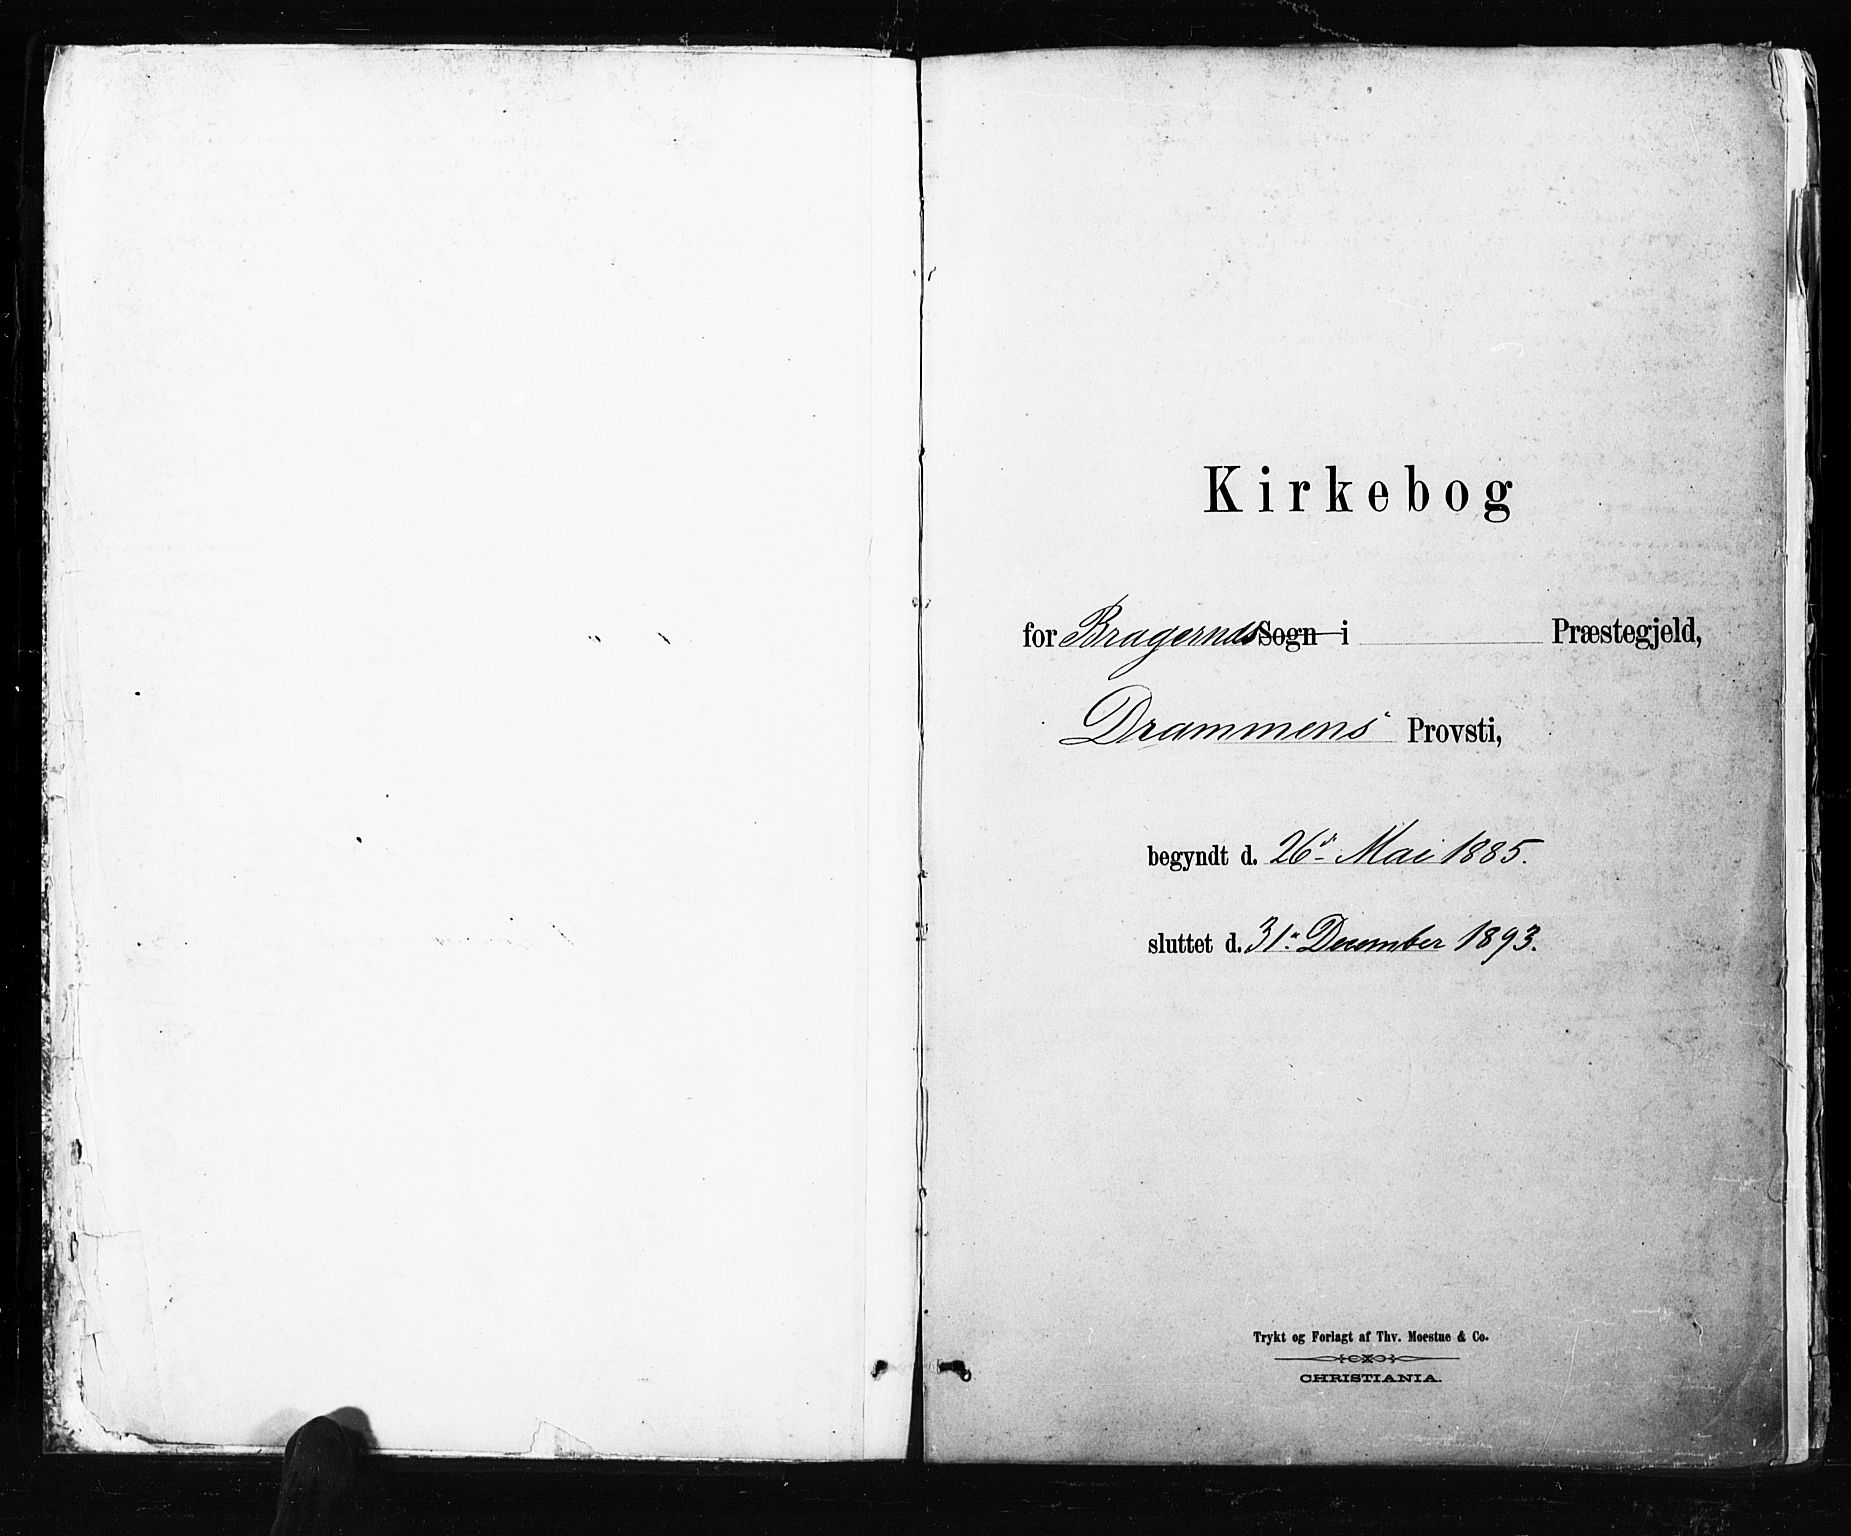 Kirkebog
for Bragernes Sogn i Præstegjeld,
Drammens Provsti,
begyndt d. 26de Mai 1885.
sluttet d. 31te December 1893.
Trykt og Forlagt af Thv. Moestue & Co.
CHRISTIANIA.